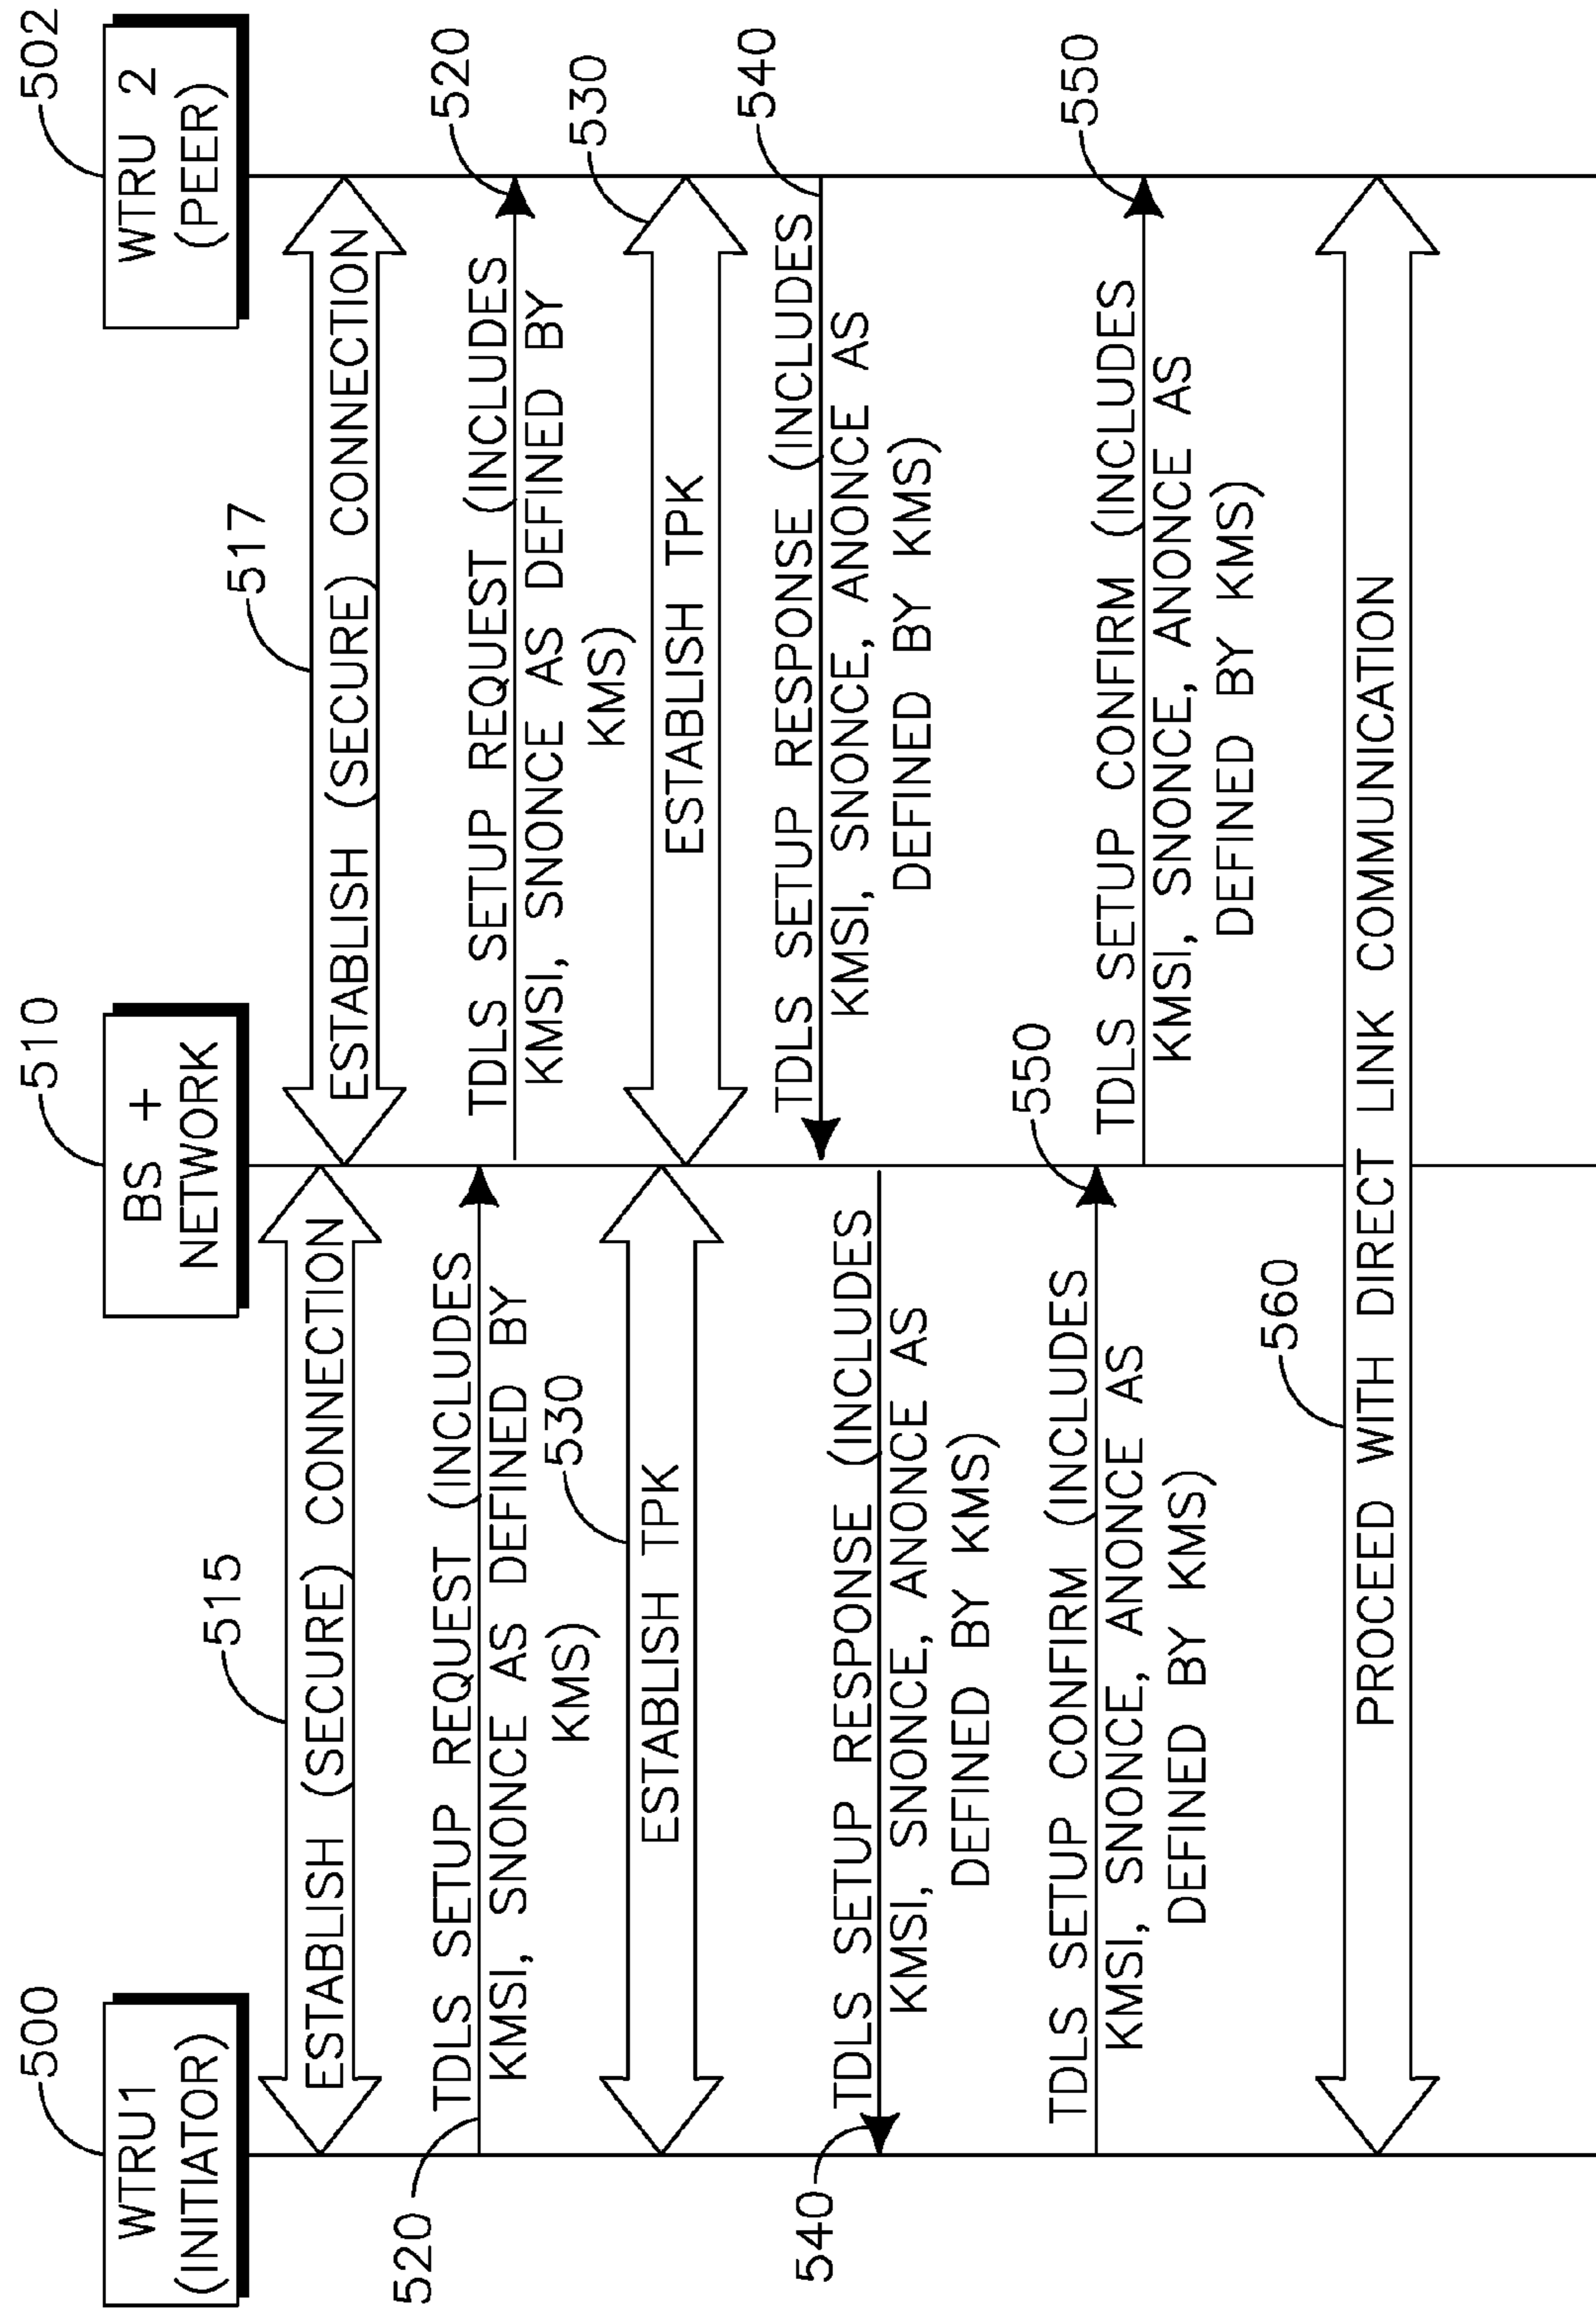 500
WTRU1
(INITIATOR)
510
BS +
NETWORK
502
WTRU 2
(PEER)
515
ESTABLISH (SECURE) CONNECTION
517
ESTABLISH (SECURE) CONNECTION
520
TDLS SETUP REQUEST (INCLUDES
KMSI, SNONCE AS DEFINED BY
KMS)
520
TDLS SETUP REQUEST (INCLUDES
KMSI, SNONCE AS DEFINED BY
KMS)
530
ESTABLISH TPK
530
ESTABLISH TPK
540
TDLS SETUP RESPONSE (INCLUDES
KMSI, SNONCE, ANONCE AS
DEFINED BY KMS)
540
TDLS SETUP RESPONSE (INCLUDES
KMSI, SNONCE, ANONCE AS
DEFINED BY KMS)
550
TDLS SETUP CONFIRM (INCLUDES
KMSI, SNONCE, ANONCE AS
DEFINED BY KMS)
550
TDLS SETUP CONFIRM (INCLUDES
KMSI, SNONCE, ANONCE AS
DEFINED BY KMS)
560
PROCEED WITH DIRECT LINK COMMUNICATION